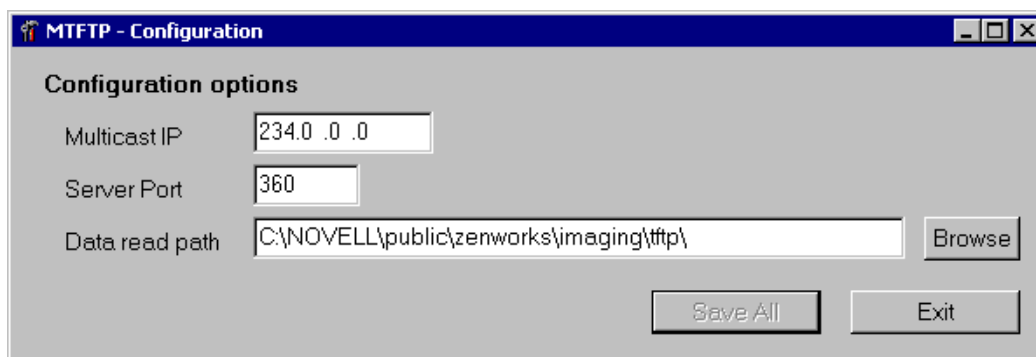 MTFTP - Configuration
Configuration options
Multicast IP 234.0 .0 .0
Server Port 360
Data read path C:\NOVELL\public\zenworks\imaging\tftp\ Browse
Save All Exit